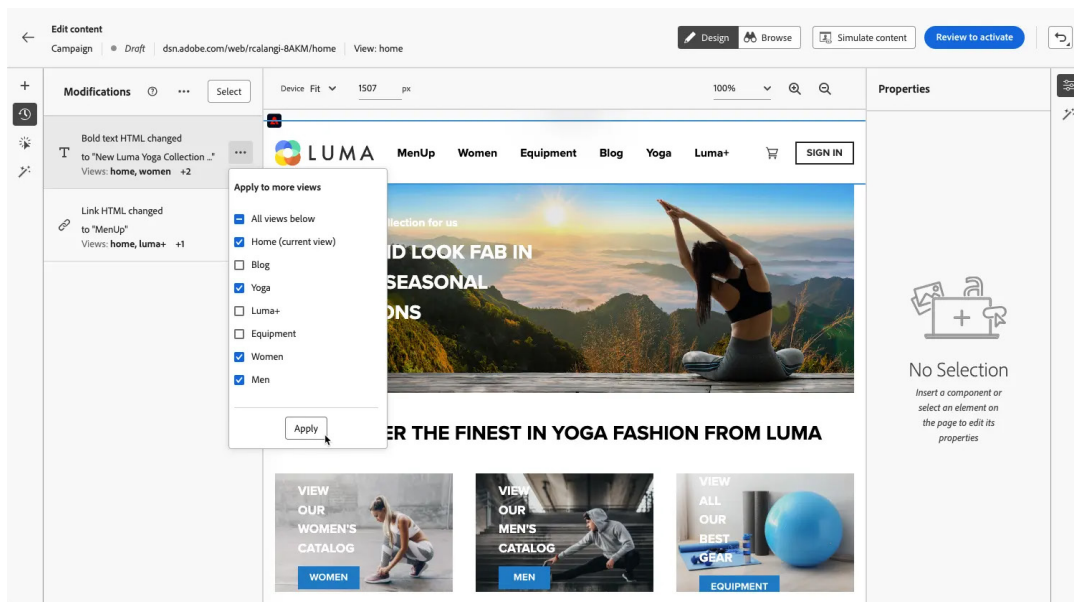 Edit content
Campaign Draft dsn.adobe.com/web/rcalangi-8AKM/home View: home
Design Browse Simulate content Review to activate
Modifications Select
Device Fit 1507 px 100%
Properties
Bold text HTML changed
to "New Luma Yoga Collection ..."
Views: home, women +2
Link HTML changed
to "MenUp"
Views: home, luma+ +1
Apply to more views
All views below
Home (current view)
Blog
Yoga
Luma+
Equipment
Women
Men
Apply
LUMA MenUp Women Equipment Blog Yoga Luma+ SIGN IN
llection for us
ID LOOK FAB IN
SEASONAL
ONS
ER THE FINEST IN YOGA FASHION FROM LUMA
VIEW
OUR
WOMEN'S
CATALOG
WOMEN
VIEW
OUR
MEN'S
CATALOG
MEN
VIEW
ALL
OUR
BEST
GEAR
EQUIPMENT
No Selection
Insert a component or
select an element on
the page to edit its
properties